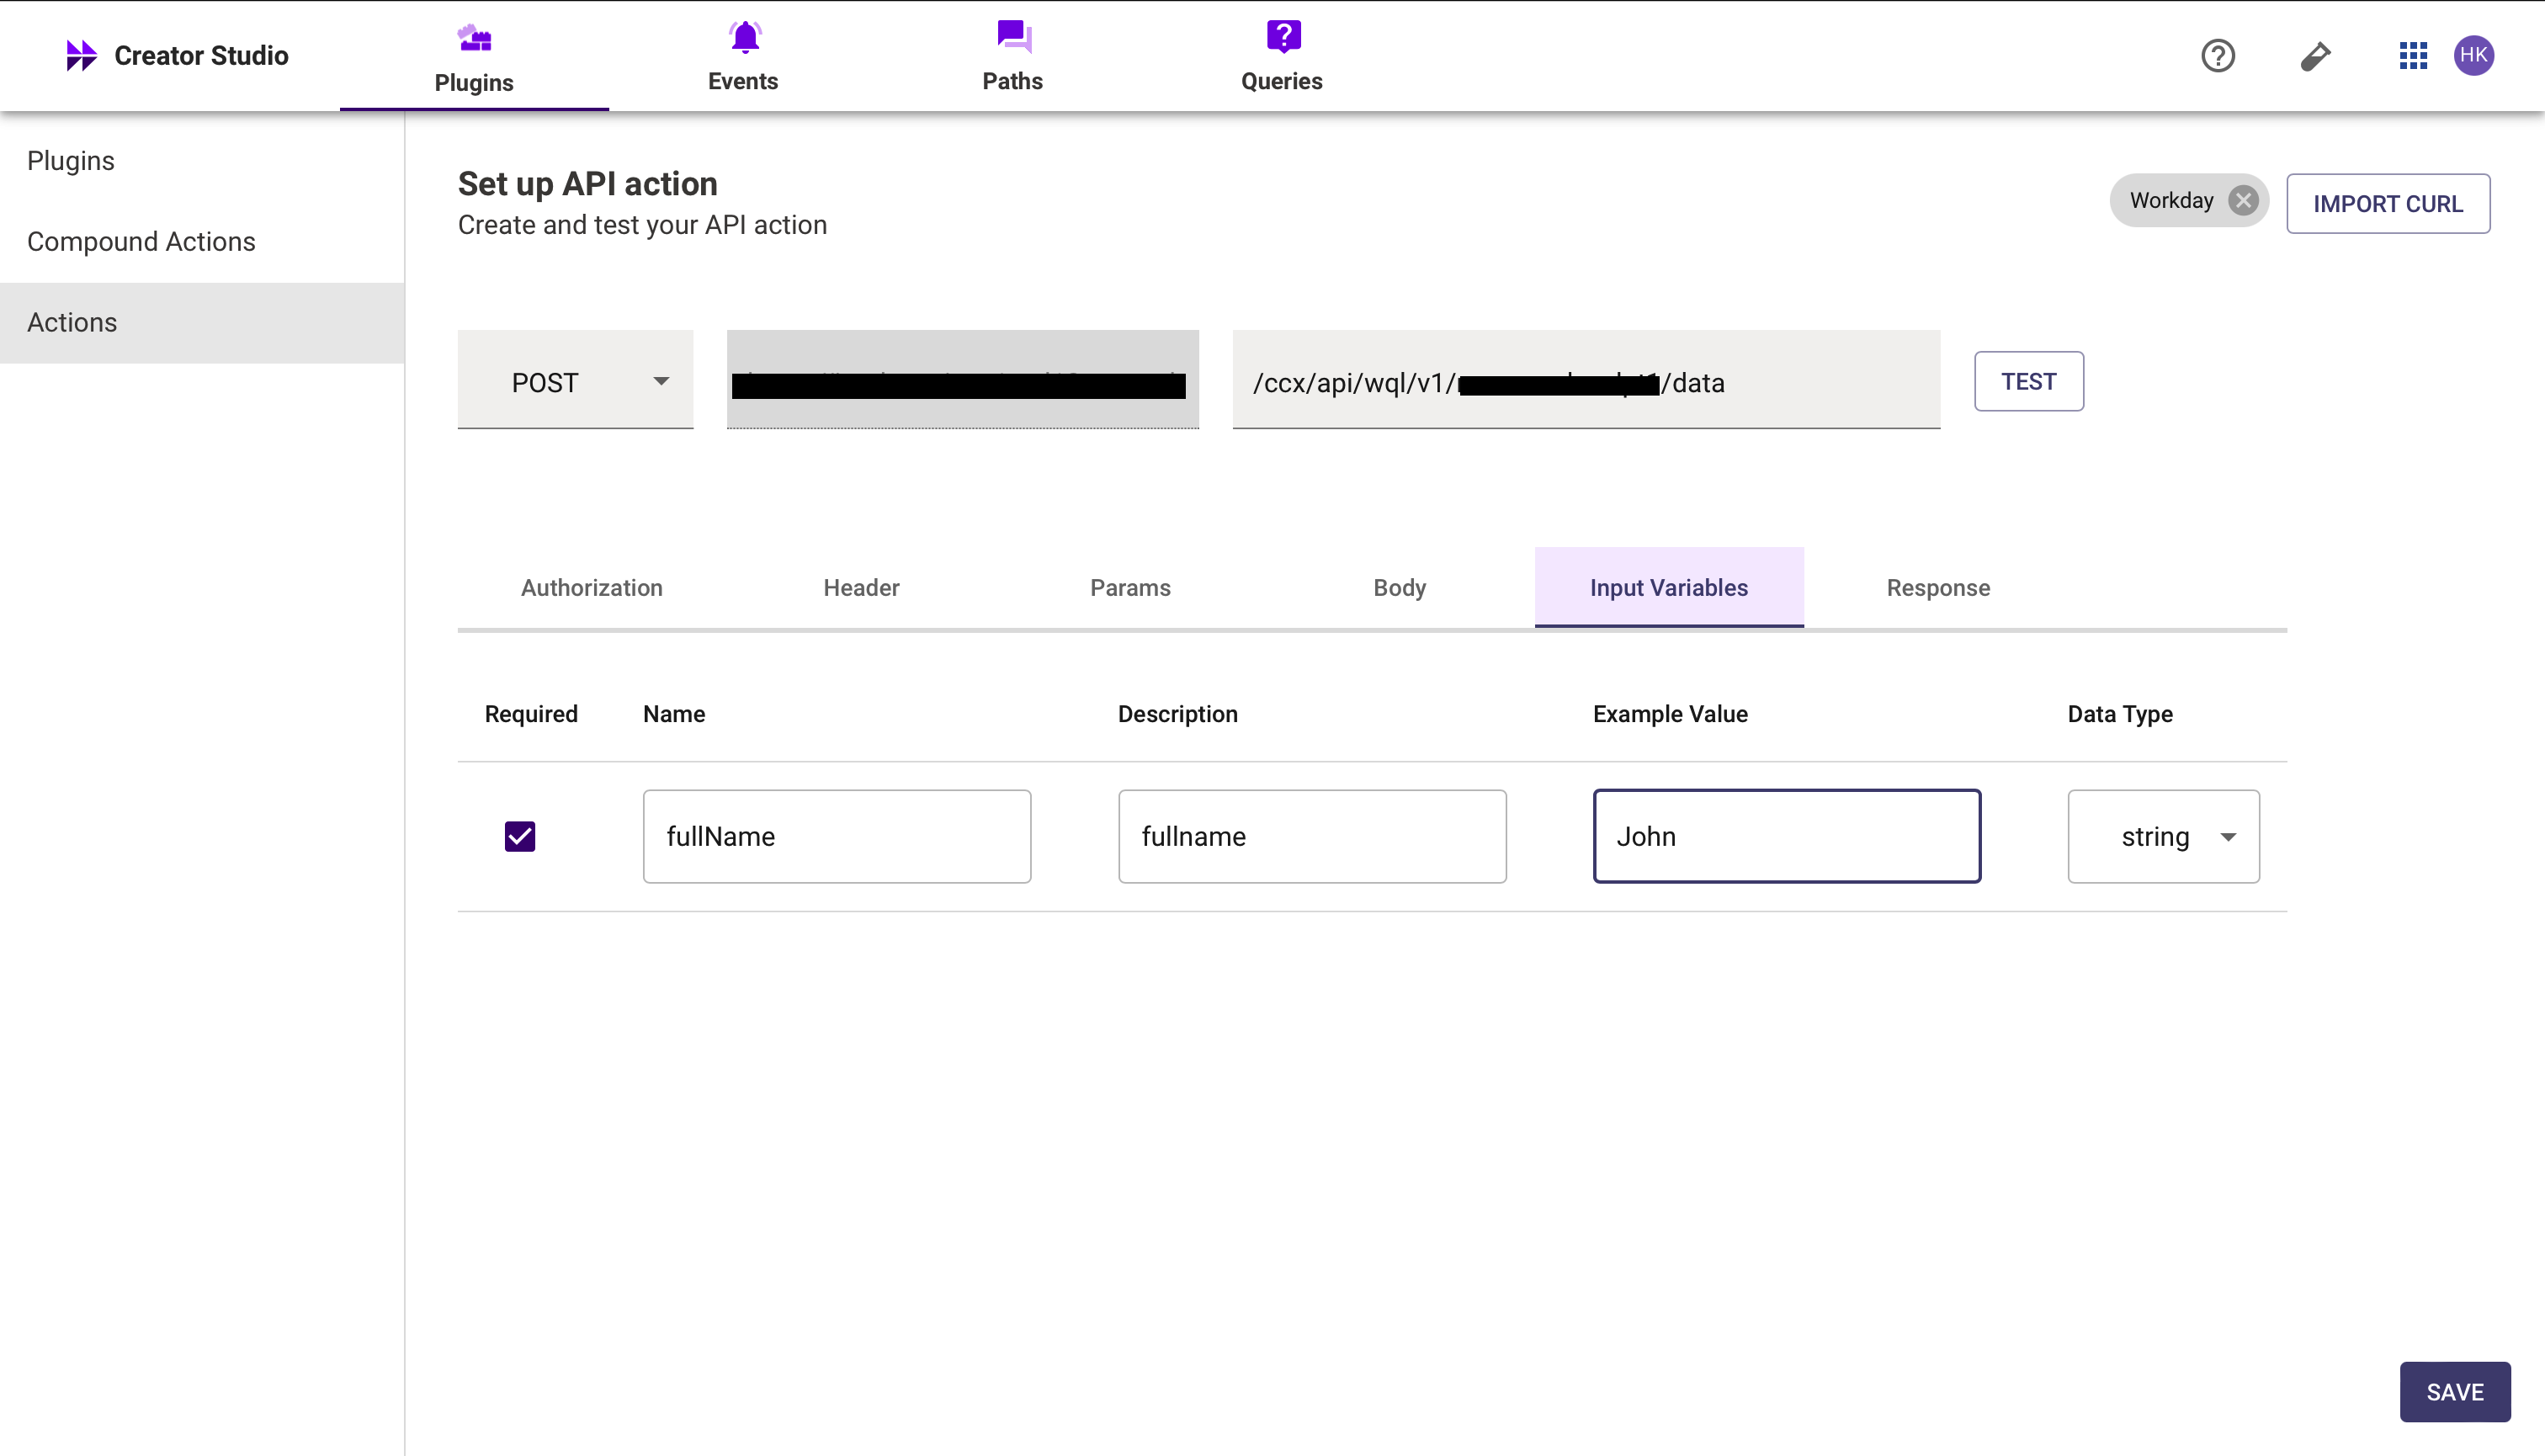 Creator Studio
Plugins
Events
Paths
Queries
HK
Plugins
Compound Actions
Actions
Set up API action
Create and test your API action
Workday
IMPORT CURL
POST
/ccx/api/wql/v1/
/data
TEST
Authorization
Header
Params
Body
Input Variables
Response
Required
Name
Description
Example Value
Data Type
fullName
fullname
John
string
SAVE